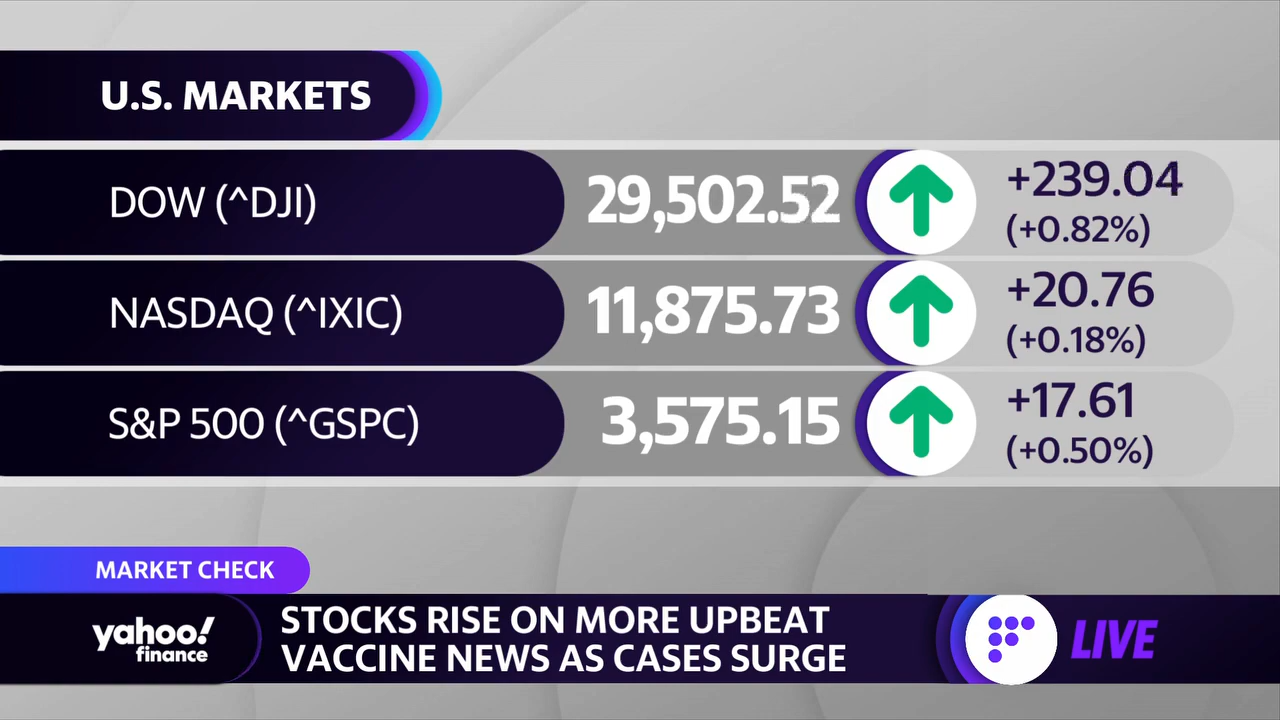 U.S. MARKETS
DOW (^DJI) 29,502.52 +239.04
(+0.82%)
NASDAQ (^IXIC) 11,875.73 +20.76
(+0.18%)
S&P 500 (^GSPC) 3,575.15 +17.61
(+0.50%)
MARKET CHECK
yahoo!
finance
STOCKS RISE ON MORE UPBEAT
VACCINE NEWS AS CASES SURGE
LIVE